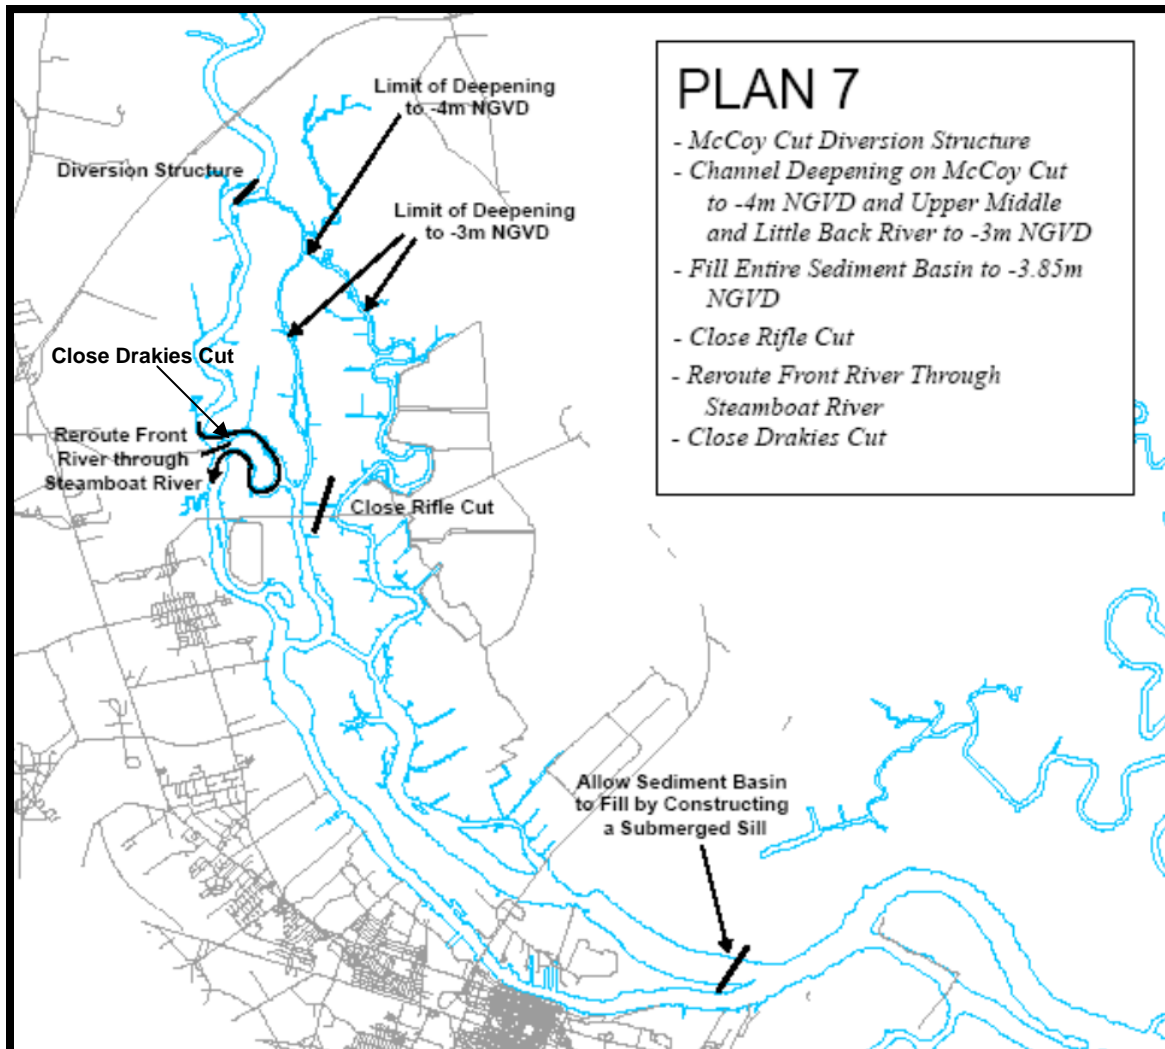 Limit of Deepening
to -4m NGVD
Diversion Structure
Limit of Deepening
to -3m NGVD
Close Drakies Cut
Reroute Front
River through
Steamboat River
Close Rifle Cut
Allow Sediment Basin
to Fill by Constructing
a Submerged Sill
PLAN 7
- McCoy Cut Diversion Structure
- Channel Deepening on McCoy Cut
to -4m NGVD and Upper Middle
and Little Back River to -3m NGVD
- Fill Entire Sediment Basin to -3.85m
NGVD
- Close Rifle Cut
- Reroute Front River Through
Steamboat River
- Close Drakies Cut